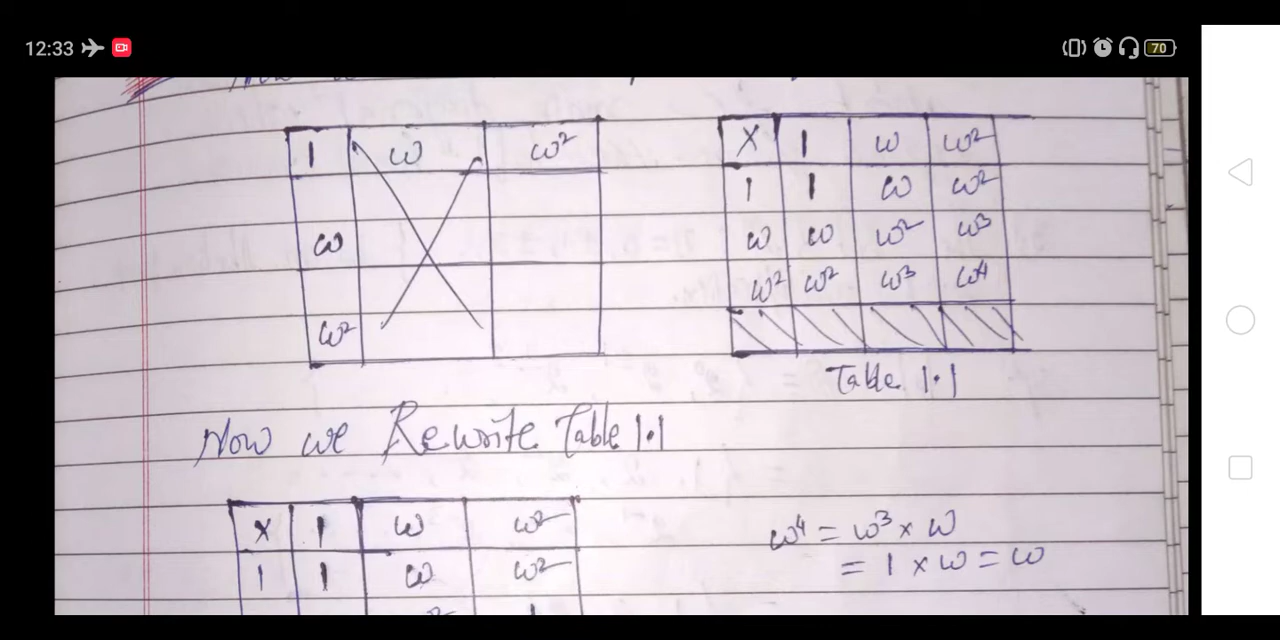 12:33
70
1 ω ω²
ω
ω²
× 1 ω ω²
1 1 ω ω²
ω ω ω² ω³
ω² ω² ω³ ω⁴
Table 1.1
Now we Rewrite Table 1.1
× 1 ω ω²
1 1 ω ω²
ω⁴ = ω³ × ω
= 1 × ω = ω